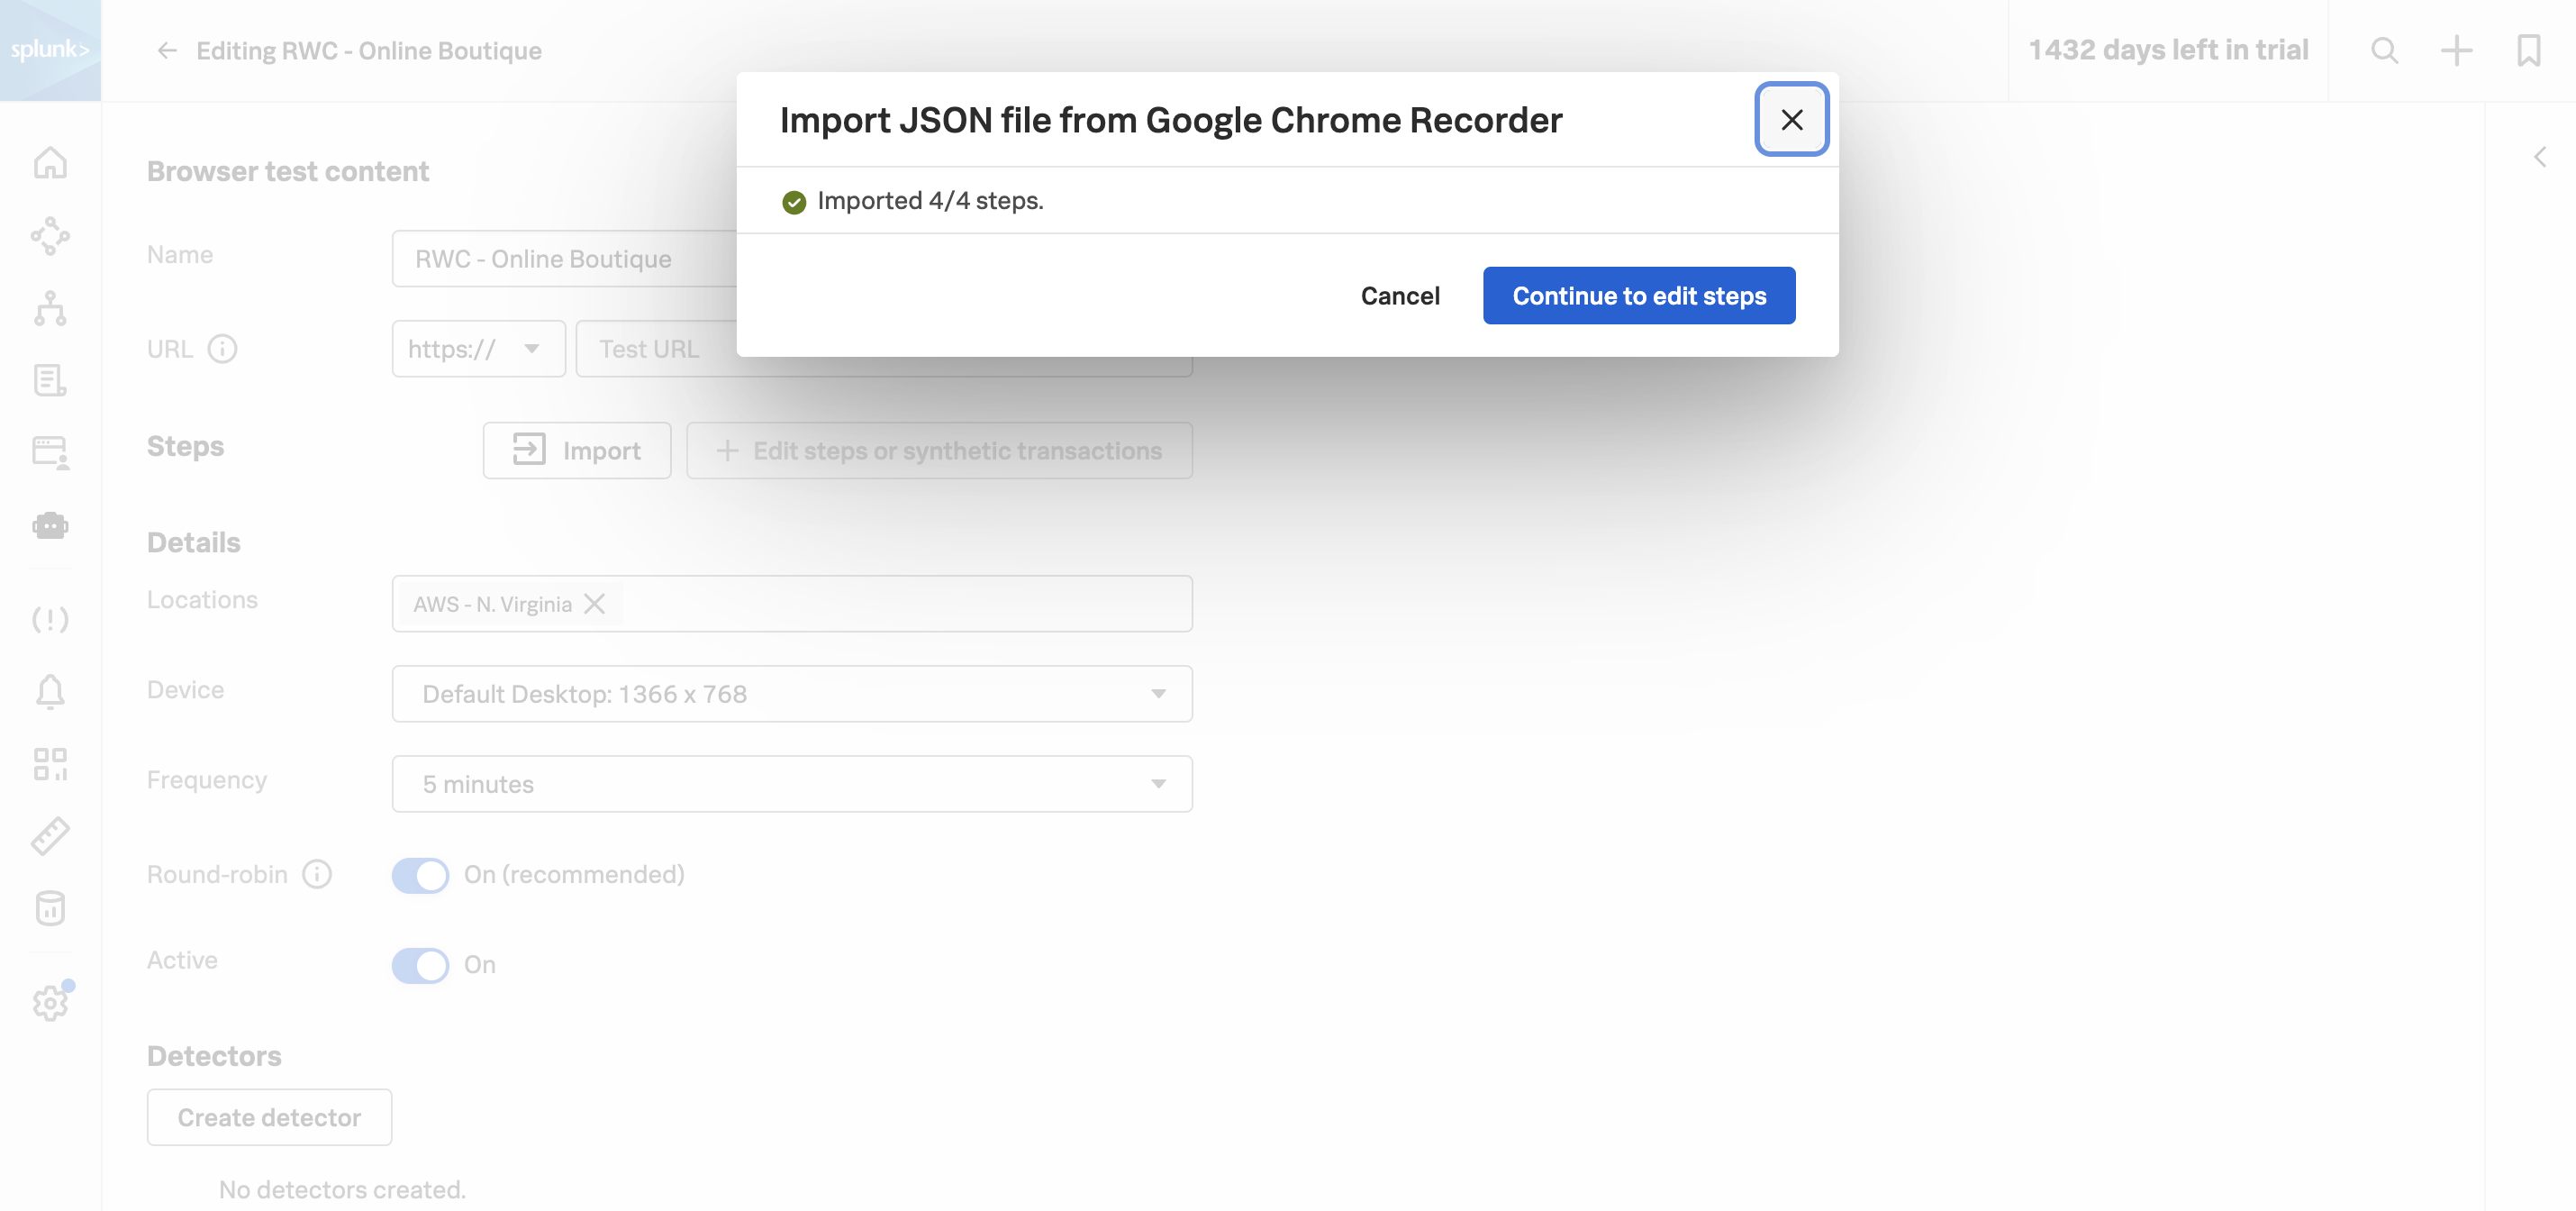 splunk>
Editing RWC - Online Boutique
1432 days left in trial
Import JSON file from Google Chrome Recorder
Imported 4/4 steps.
Cancel
Continue to edit steps
Browser test content
Name
RWC - Online Boutique
URL
https://
Test URL
Steps
Import
Edit steps or synthetic transactions
Details
Locations
AWS - N. Virginia
Device
Default Desktop: 1366 x 768
Frequency
5 minutes
Round-robin
On (recommended)
Active
On
Detectors
Create detector
No detectors created.